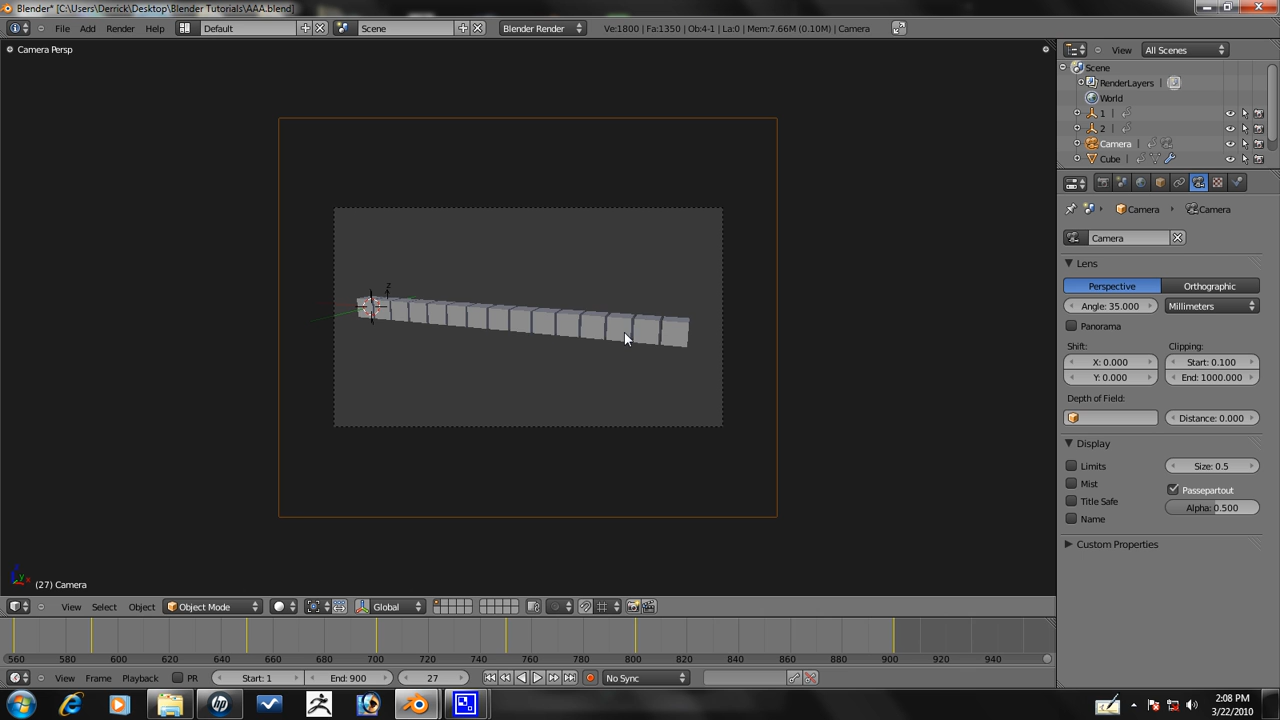 Blender* [C:\Users\Derrick\Desktop\Blender Tutorials\AAA.blend]
File Add Render Help Default Scene Blender Render Ve:1800 | Fa:1350 | Ob:4-1 | La:0 | Mem:7.66M (0.10M) | Camera
Camera Persp
z
(27) Camera
View Select Object Object Mode Global
560 580 600 620 640 660 680 700 720 740 760 780 800 820 840 860 880 900 920 940
View Frame Playback PR Start: 1 End: 900 27 No Sync
View All Scenes
Scene
RenderLayers |
World
1 |
2 |
Camera |
Cube |
Camera Camera
Camera
Lens
Perspective Orthographic
Angle: 35.000 Millimeters
Panorama
Shift: Clipping:
X: 0.000 Start: 0.100
Y: 0.000 End: 1000.000
Depth of Field:
Distance: 0.000
Display
Limits Size: 0.5
Mist Passepartout
Title Safe Alpha: 0.500
Name
Custom Properties
2:08 PM
3/22/2010